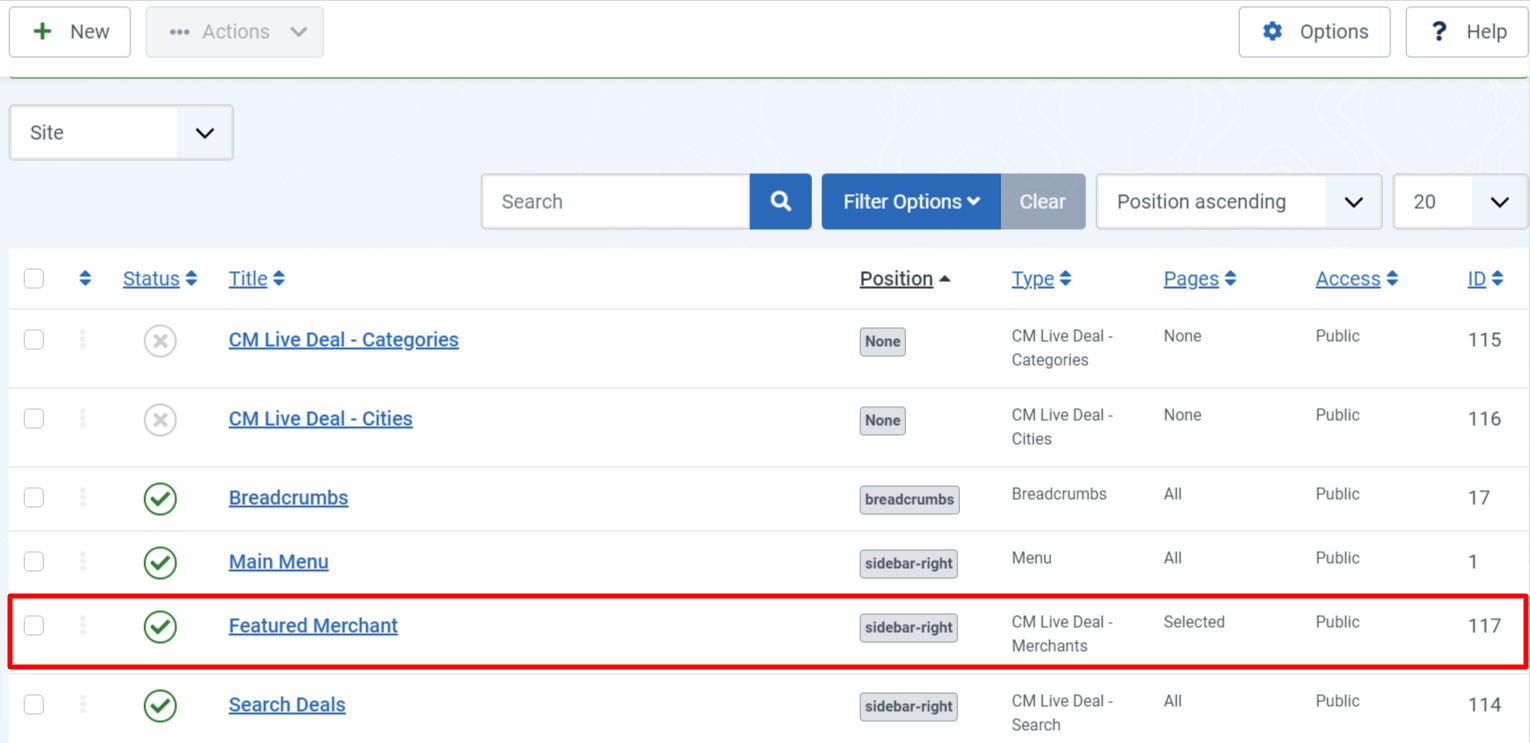 New
Actions
Options
Help
Site
Search
Filter Options
Clear
Position ascending
20
Status Title Position Type Pages Access ID
CM Live Deal - Categories None CM Live Deal - None Public 115
Categories
CM Live Deal - Cities None CM Live Deal - None Public 116
Cities
Breadcrumbs breadcrumbs Breadcrumbs All Public 17
Main Menu sidebar-right Menu All Public 1
Featured Merchant sidebar-right CM Live Deal - Selected Public 117
Merchants
Search Deals sidebar-right CM Live Deal - All Public 114
Search